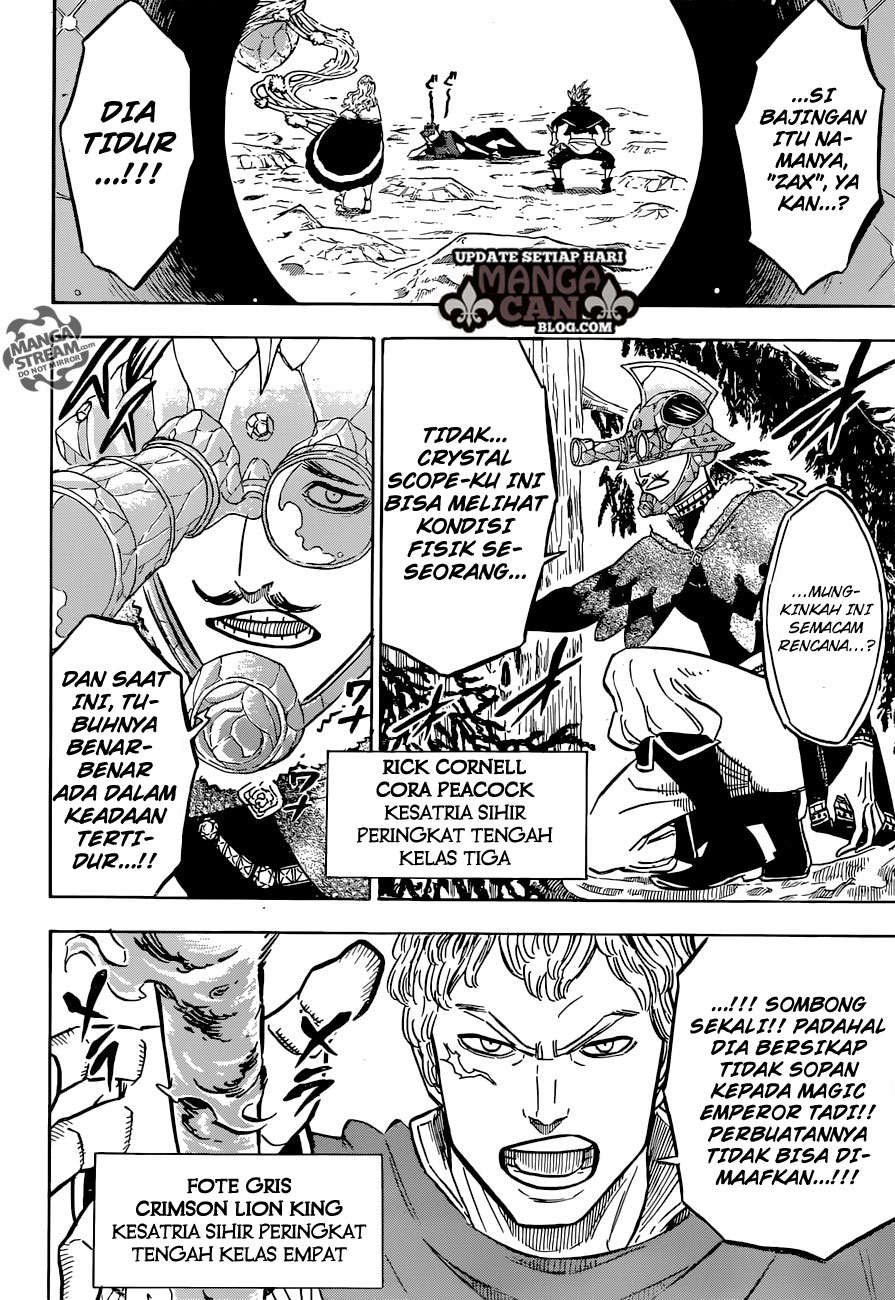 ...SI
BAJINGAN
ITU NA-
MANYA,
"ZAX", YA
KAN...?
DIA
TIDUR
...!!!
UPDATE SETIAP HARI
MANGA
CAN
BLOG.COM
MANGA
STREAM.com
DO NOT MIRROR!
...MUNG-
KINKAH INI
SEMACAM
RENCANA...?
TIDAK...
CRYSTAL
SCOPE-KU INI
BISA MELIHAT
KONDISI
FISIK SE-
SEORANG...
RICK CORNELL
CORA PEACOCK
KESATRIA SIHIR
PERINGKAT TENGAH
KELAS TIGA
DAN SAAT
INI, TU-
BUHNYA
BENAR-
BENAR
ADA DALAM
KEADAAN
TERTI-
DUR...!!
...!!! SOMBONG
SEKALI!! PADAHAL
DIA BERSIKAP
TIDAK SOPAN
KEPADA MAGIC
EMPEROR TADI!!
PERBUATANNYA
TIDAK BISA DI-
MAAFKAN...!!!
FOTE GRIS
CRIMSON LION KING
KESATRIA SIHIR PERINGKAT
TENGAH KELAS EMPAT